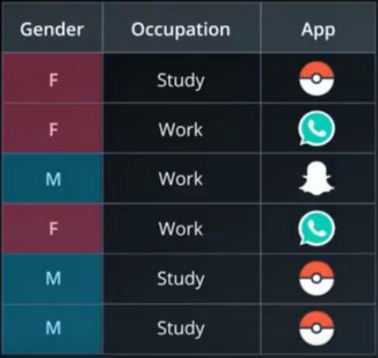 Gender Occupation App
F Study
F Work
M Work
F Work
M Study
M Study